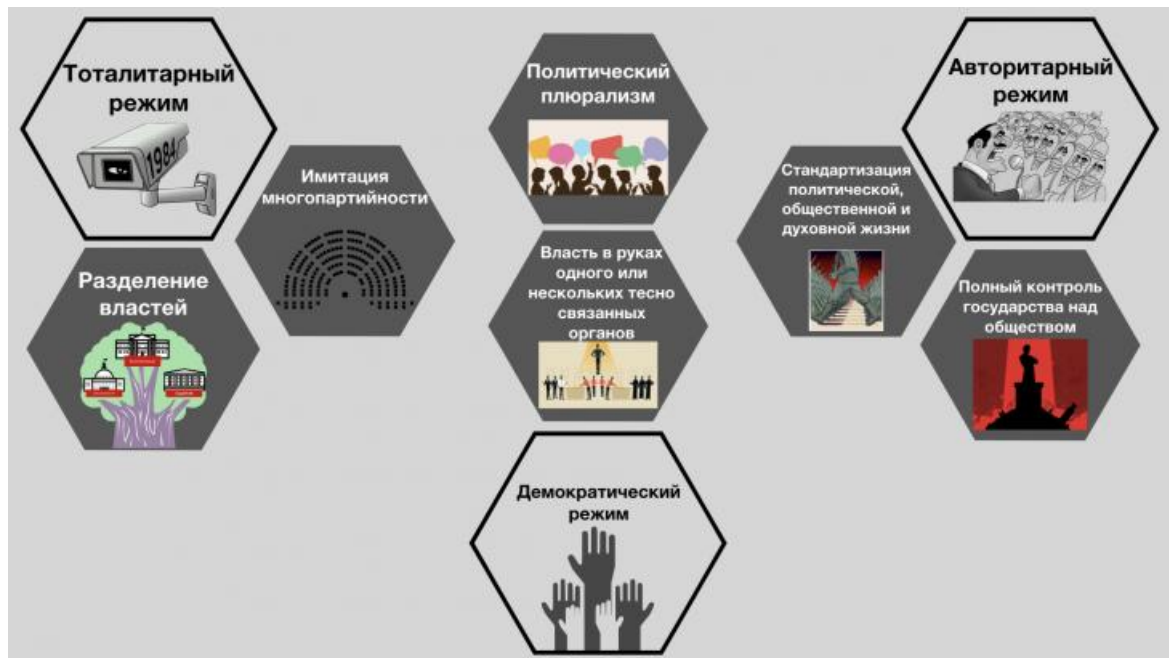 Тоталитарный
режим
1984
Имитация
многопартийности
Разделение
властей
Политический
плюрализм
Власть в руках
одного или
нескольких тесно
связанных
органов
Стандартизация
политической,
общественной и
духовной жизни
Авторитарный
режим
Полный контроль
государства над
обществом
Демократический
режим